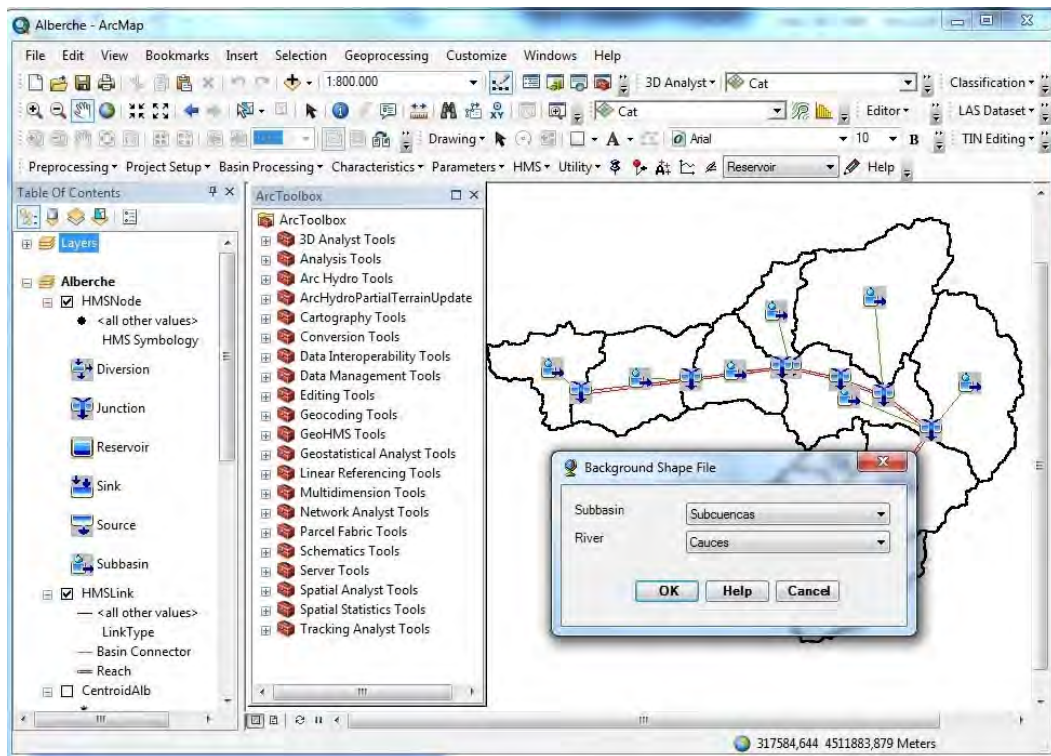 Alberche - ArcMap
File Edit View Bookmarks Insert Selection Geoprocessing Customize Windows Help
1:800.000 3D Analyst Cat Classification
Cat Editor LAS Dataset
Drawing A Arial 10 B TIN Editing
Preprocessing Project Setup Basin Processing Characteristics Parameters HMS Utility Reservoir Help
Table Of Contents
Layers
Alberche
HMSNode
<all other values>
HMS Symbology
Diversion
Junction
Reservoir
Sink
Source
Subbasin
HMSLink
<all other values>
LinkType
Basin Connector
Reach
CentroidAlb
ArcToolbox
ArcToolbox
3D Analyst Tools
Analysis Tools
Arc Hydro Tools
ArcHydroPartialTerrainUpdate
Cartography Tools
Conversion Tools
Data Interoperability Tools
Data Management Tools
Editing Tools
Geocoding Tools
GeoHMS Tools
Geostatistical Analyst Tools
Linear Referencing Tools
Multidimension Tools
Network Analyst Tools
Parcel Fabric Tools
Schematics Tools
Server Tools
Spatial Analyst Tools
Spatial Statistics Tools
Tracking Analyst Tools
Background Shape File
Subbasin Subcuencas
River Cauces
OK Help Cancel
317584,644 4511883,879 Meters